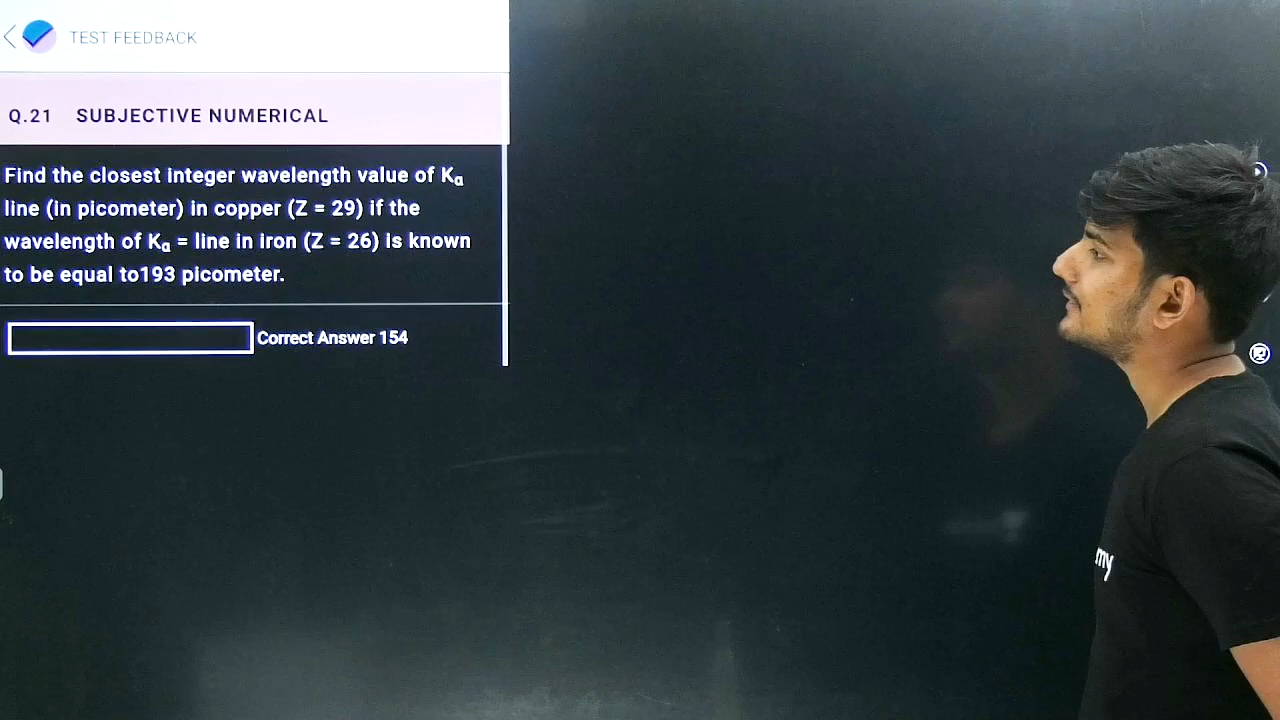 TEST FEEDBACK
Q.21 SUBJECTIVE NUMERICAL
Find the closest integer wavelength value of Kα
line (in picometer) in copper (Z = 29) if the
wavelength of Kα = line in iron (Z = 26) is known
to be equal to193 picometer.
Correct Answer 154
my